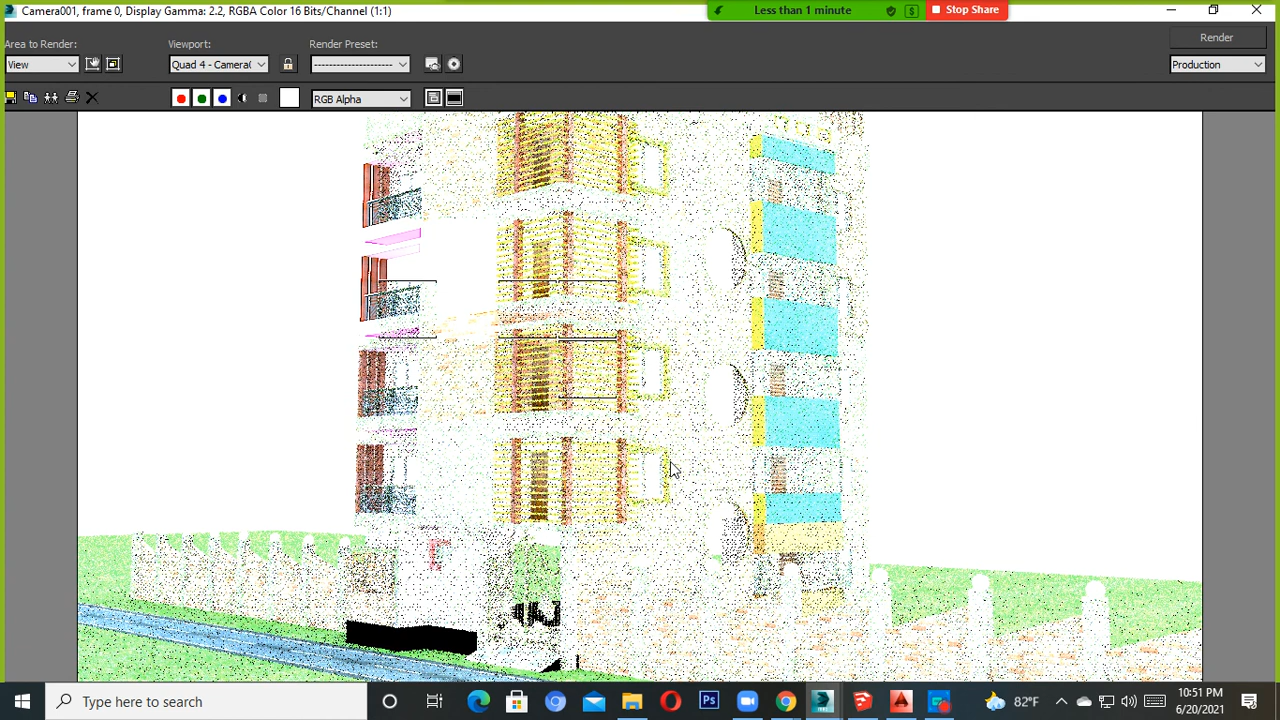 Camera001, frame 0, Display Gamma: 2.2, RGBA Color 16 Bits/Channel (1:1)
Less than 1 minute
Stop Share
Area to Render:
Viewport:
Render Preset:
Render
View
Quad 4 - Camera(
--------------------
Production
RGB Alpha
Type here to search
Ps
82°F
10:51 PM
6/20/2021